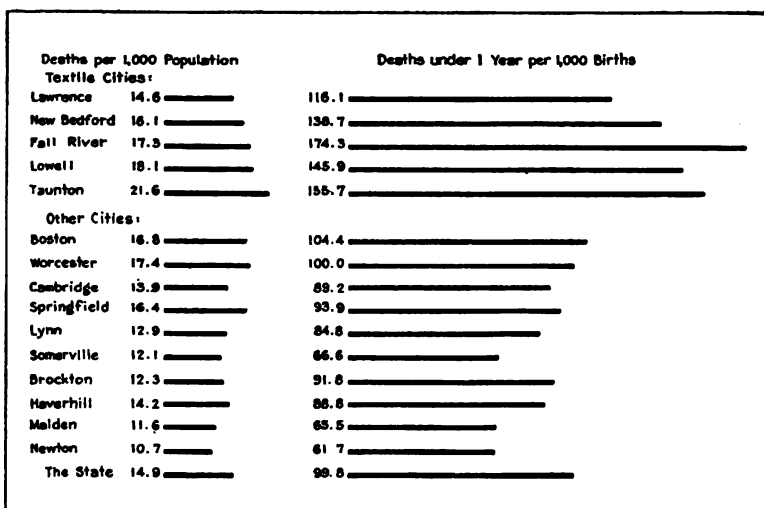 Deaths per 1,000 Population Deaths under 1 Year per 1,000 Births
Textile Cities:
Lawrence 14.6 116.1
New Bedford 16.1 138.7
Fall River 17.3 174.3
Lowell 18.1 145.9
Taunton 21.6 155.7
Other Cities:
Boston 16.8 104.4
Worcester 17.4 100.0
Cambridge 13.9 89.2
Springfield 16.4 93.9
Lynn 12.9 84.8
Somerville 12.1 66.6
Brockton 12.3 91.8
Haverhill 14.2 88.8
Malden 11.6 65.5
Newton 10.7 61.7
The State 14.9 99.8